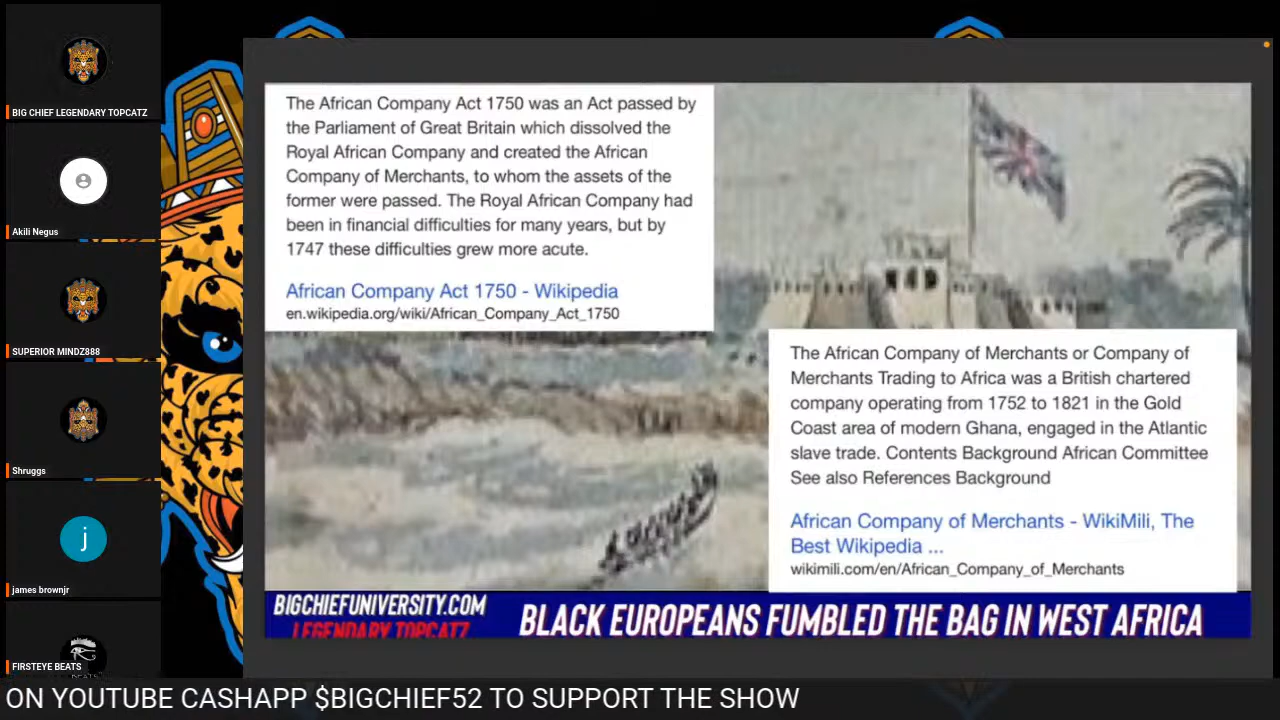 BIG CHIEF LEGENDARY TOPCATZ
Akili Negus
SUPERIOR MINDZ888
Shruggs
j
james brownjr
FIRSTEYE BEATS
The African Company Act 1750 was an Act passed by
the Parliament of Great Britain which dissolved the
Royal African Company and created the African
Company of Merchants, to whom the assets of the
former were passed. The Royal African Company had
been in financial difficulties for many years, but by
1747 these difficulties grew more acute.
African Company Act 1750 - Wikipedia
en.wikipedia.org/wiki/African_Company_Act_1750
The African Company of Merchants or Company of
Merchants Trading to Africa was a British chartered
company operating from 1752 to 1821 in the Gold
Coast area of modern Ghana, engaged in the Atlantic
slave trade. Contents Background African Committee
See also References Background
African Company of Merchants - WikiMili, The
Best Wikipedia ...
wikimili.com/en/African_Company_of_Merchants
BIGCHIEFUNIVERSITY.COM
LEGENDARY TOPCATZ
BLACK EUROPEANS FUMBLED THE BAG IN WEST AFRICA
ON YOUTUBE CASHAPP $BIGCHIEF52 TO SUPPORT THE SHOW